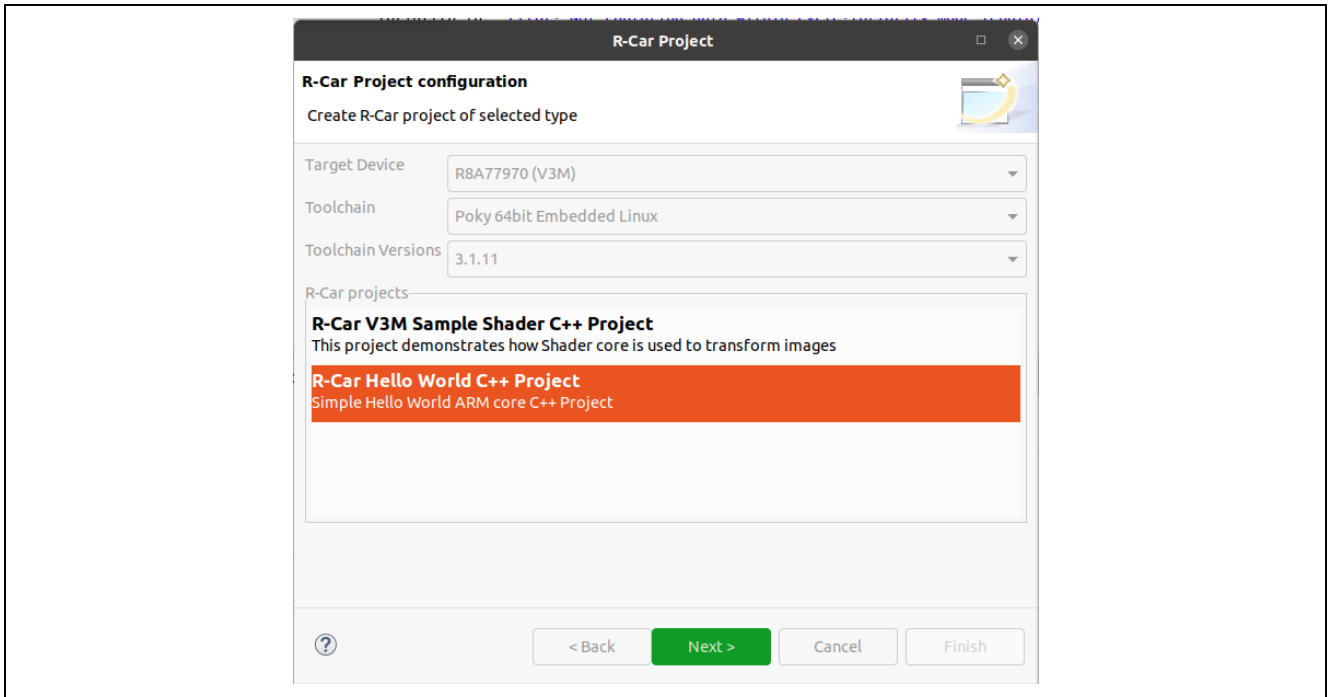 R-Car Project
R-Car Project configuration
Create R-Car project of selected type
Target Device
R8A77970 (V3M)
Toolchain
Poky 64bit Embedded Linux
Toolchain Versions
3.1.11
R-Car projects
R-Car V3M Sample Shader C++ Project
This project demonstrates how Shader core is used to transform images
R-Car Hello World C++ Project
Simple Hello World ARM core C++ Project
?
< Back
Next >
Cancel
Finish